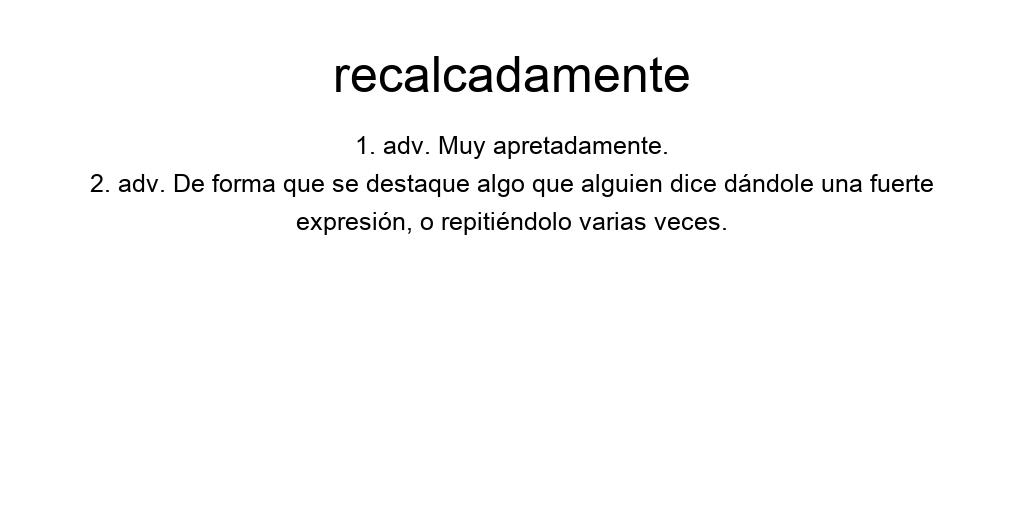 recalcadamente
1. adv. Muy apretadamente.
2. adv. De forma que se destaque algo que alguien dice dándole una fuerte
expresión, o repitiéndolo varias veces.